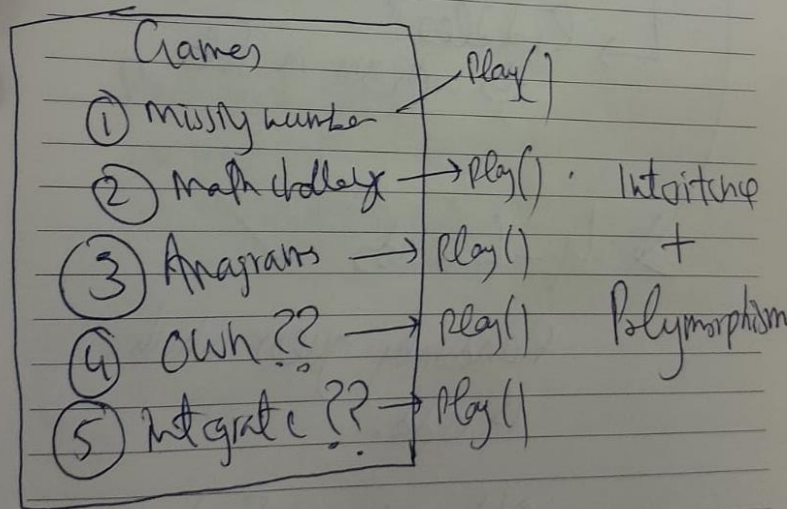 Games
① Missing number — play()
② Math challenge → play() . Inheritance
+
③ Anagrams → play()
④ Own ?? → play() Polymorphism
⑤ Integrate ?? → play()